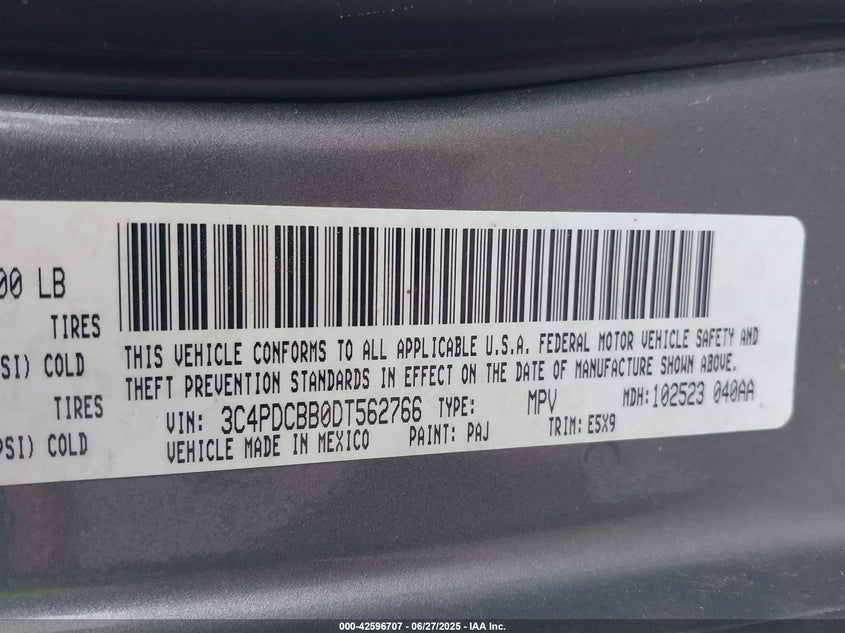 00 LB
TIRES
SI) COLD
TIRES
PSI) COLD
THIS VEHICLE CONFORMS TO ALL APPLICABLE U.S.A. FEDERAL MOTOR VEHICLE SAFETY AND
THEFT PREVENTION STANDARDS IN EFFECT ON THE DATE OF MANUFACTURE SHOWN ABOVE.
VIN: 3C4PDCBB0DT562766 TYPE: MPV MDH:102523 040AA
VEHICLE MADE IN MEXICO PAINT: PAJ TRIM: E5X9
000-42596707 - 06/27/2025 - IAA Inc.